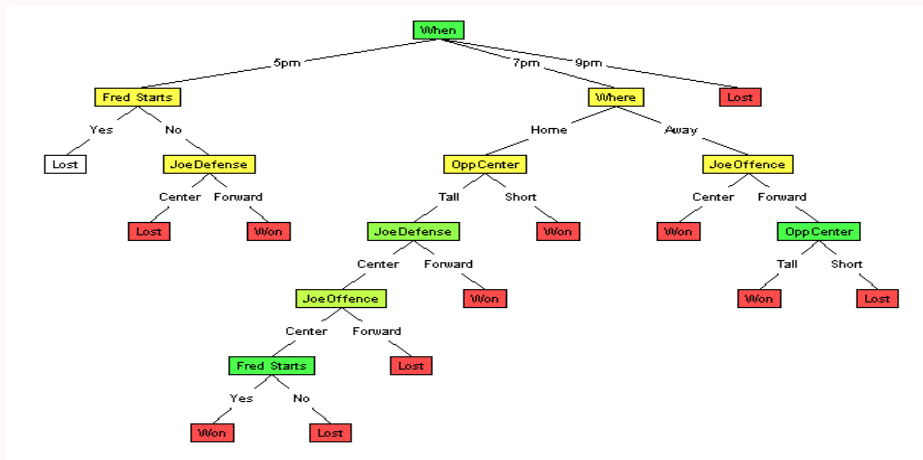 When
5pm 7pm 9pm
Fred Starts Where Lost
Yes No Home Away
Lost JoeDefense OppCenter JoeOffence
Center Forward Tall Short Center Forward
Lost Won JoeDefense Won Won OppCenter
Center Forward Tall Short
JoeOffence Won Won Lost
Center Forward
Fred Starts Lost
Yes No
Won Lost